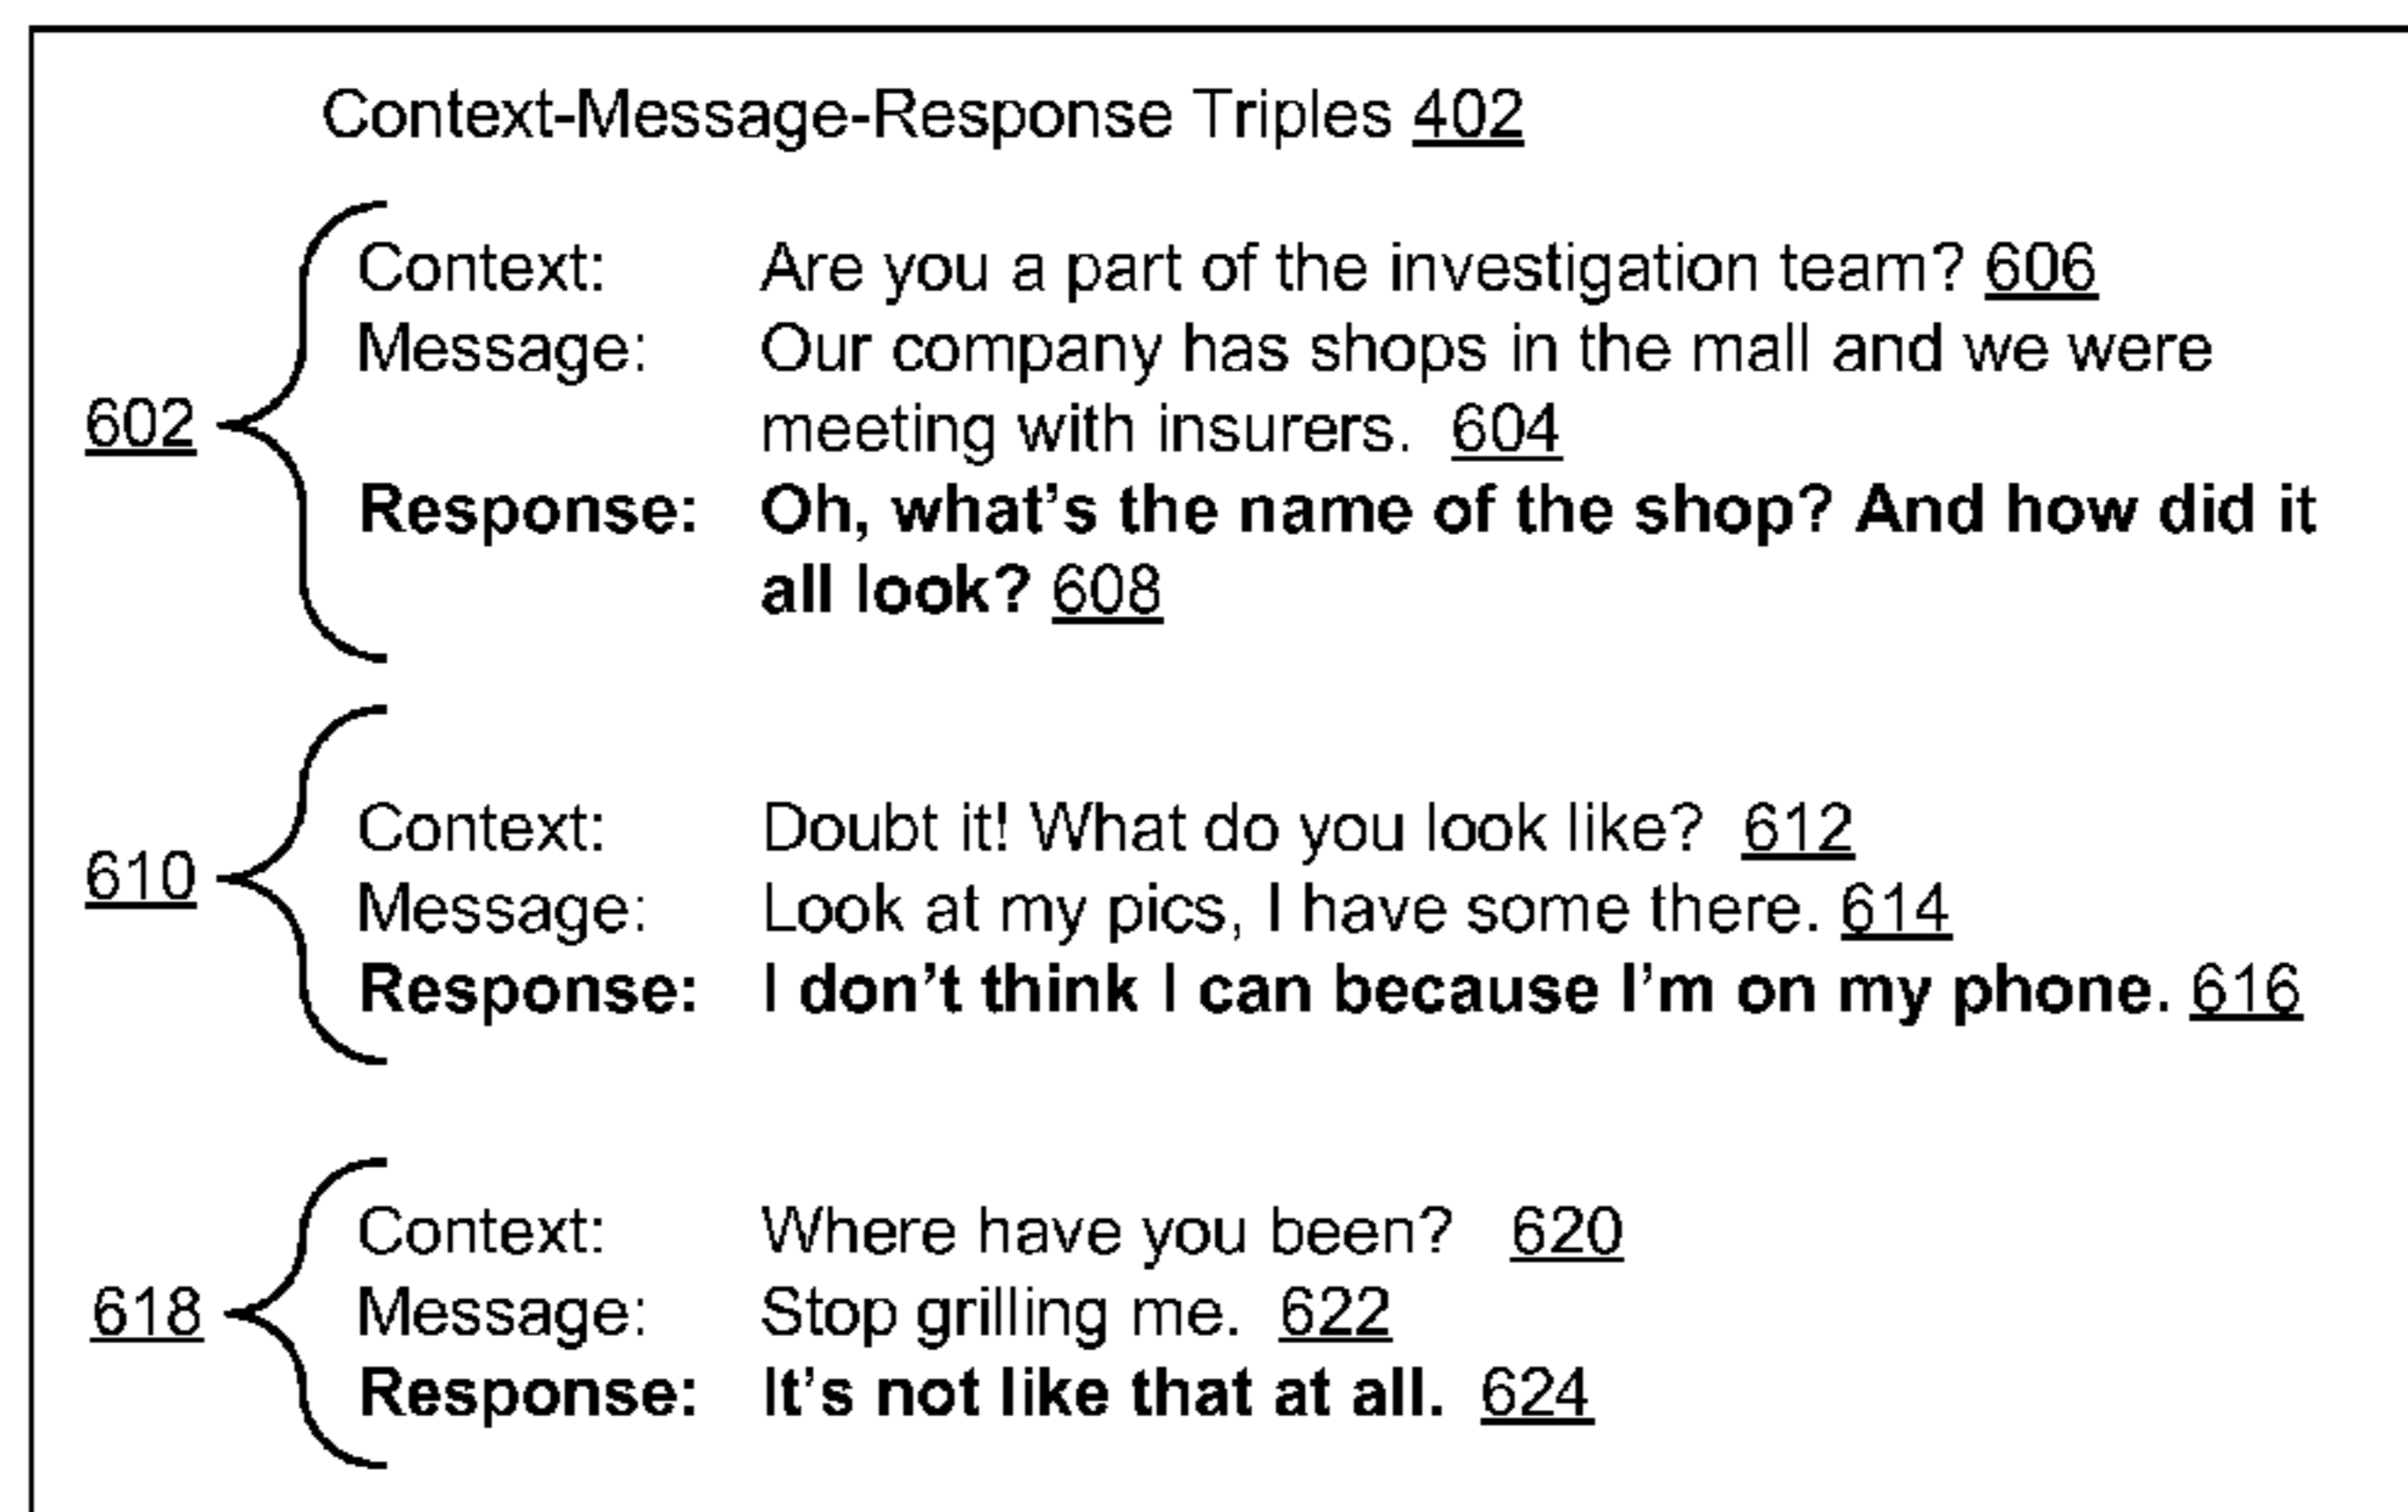 Context-Message-Response Triples 402
Context: Are you a part of the investigation team? 606
Message: Our company has shops in the mall and we were
602
meeting with insurers. 604
Response: Oh, what's the name of the shop? And how did it
all look? 608
Context: Doubt it! What do you look like? 612
610
Message: Look at my pics, I have some there. 614
Response: I don't think I can because I'm on my phone. 616
Context: Where have you been? 620
618
Message: Stop grilling me. 622
Response: It's not like that at all. 624